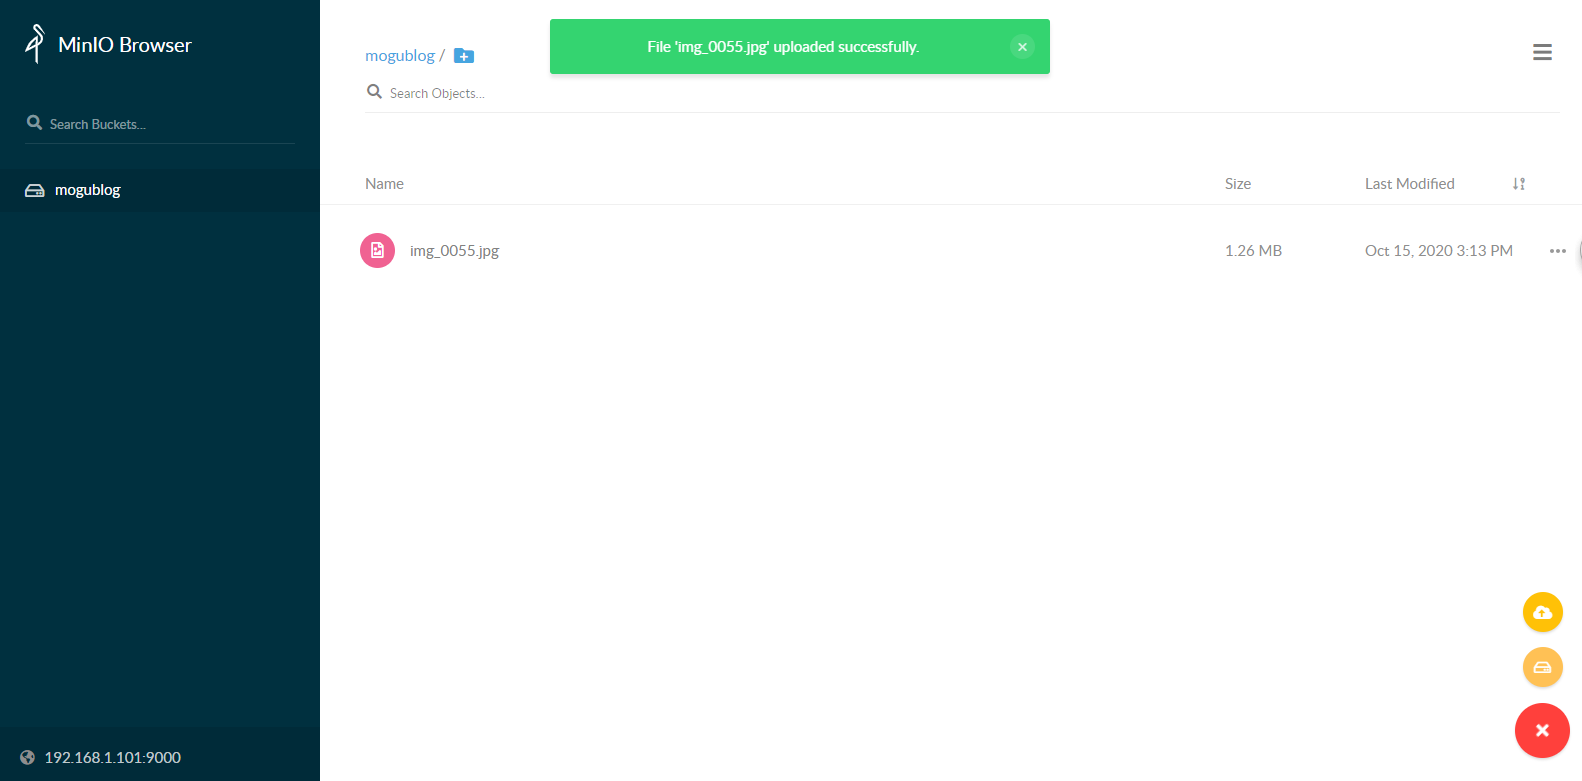 MinIO Browser
Search Buckets...
mogublog
192.168.1.101:9000
mogublog /
File 'img_0055.jpg' uploaded successfully.
Search Objects...
Name Size Last Modified
img_0055.jpg 1.26 MB Oct 15, 2020 3:13 PM